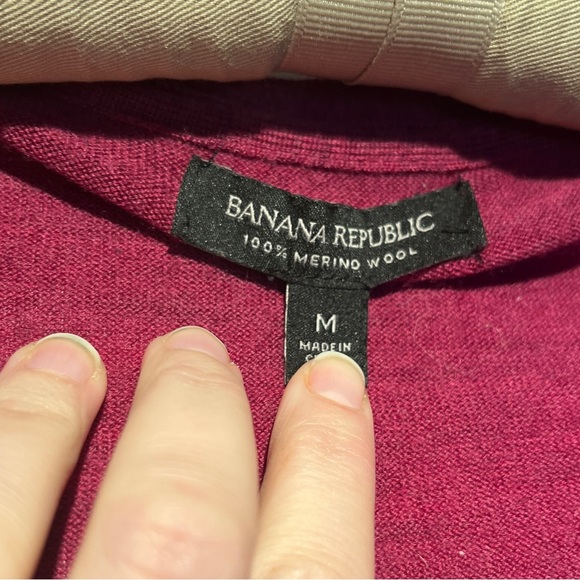 BANANA REPUBLIC
100% MERINO WOOL
M
MADE IN